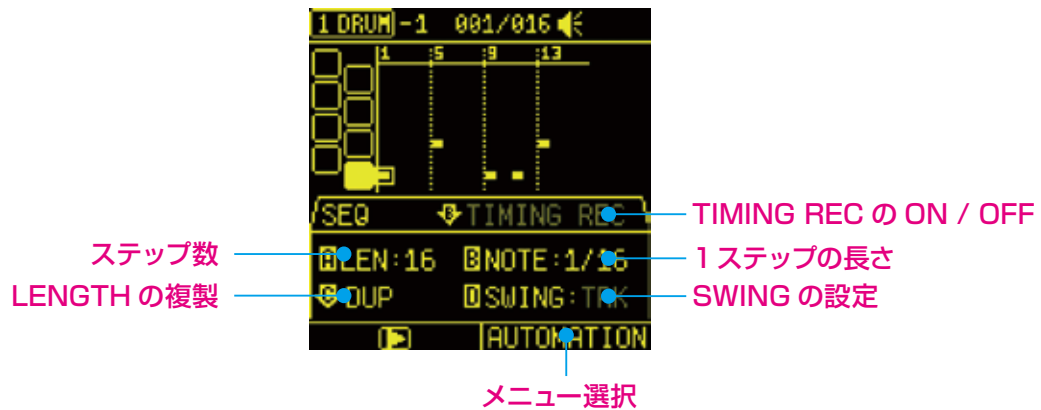 1 DRUM -1 001/016
1 5 9 13
SEQ B TIMING REC
TIMING REC の ON / OFF
ステップ数
A LEN:16 B NOTE:1/16
1ステップの長さ
LENGTH の複製
C DUP D SWING:TRK
SWING の設定
AUTOMATION
メニュー選択